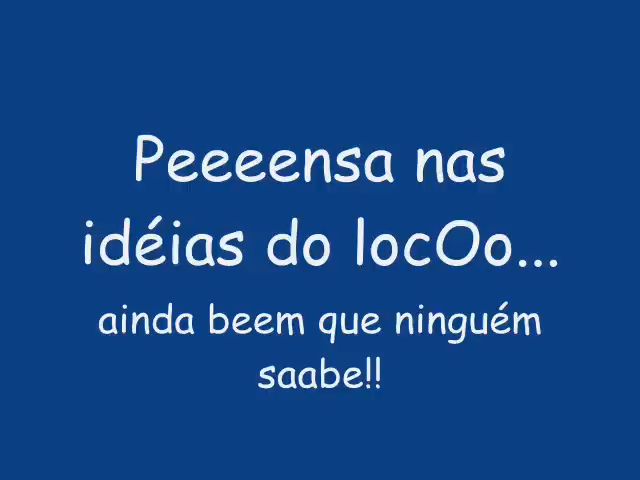 Peeeensa nas
idéias do locOo...
ainda beem que ninguém
saabe!!